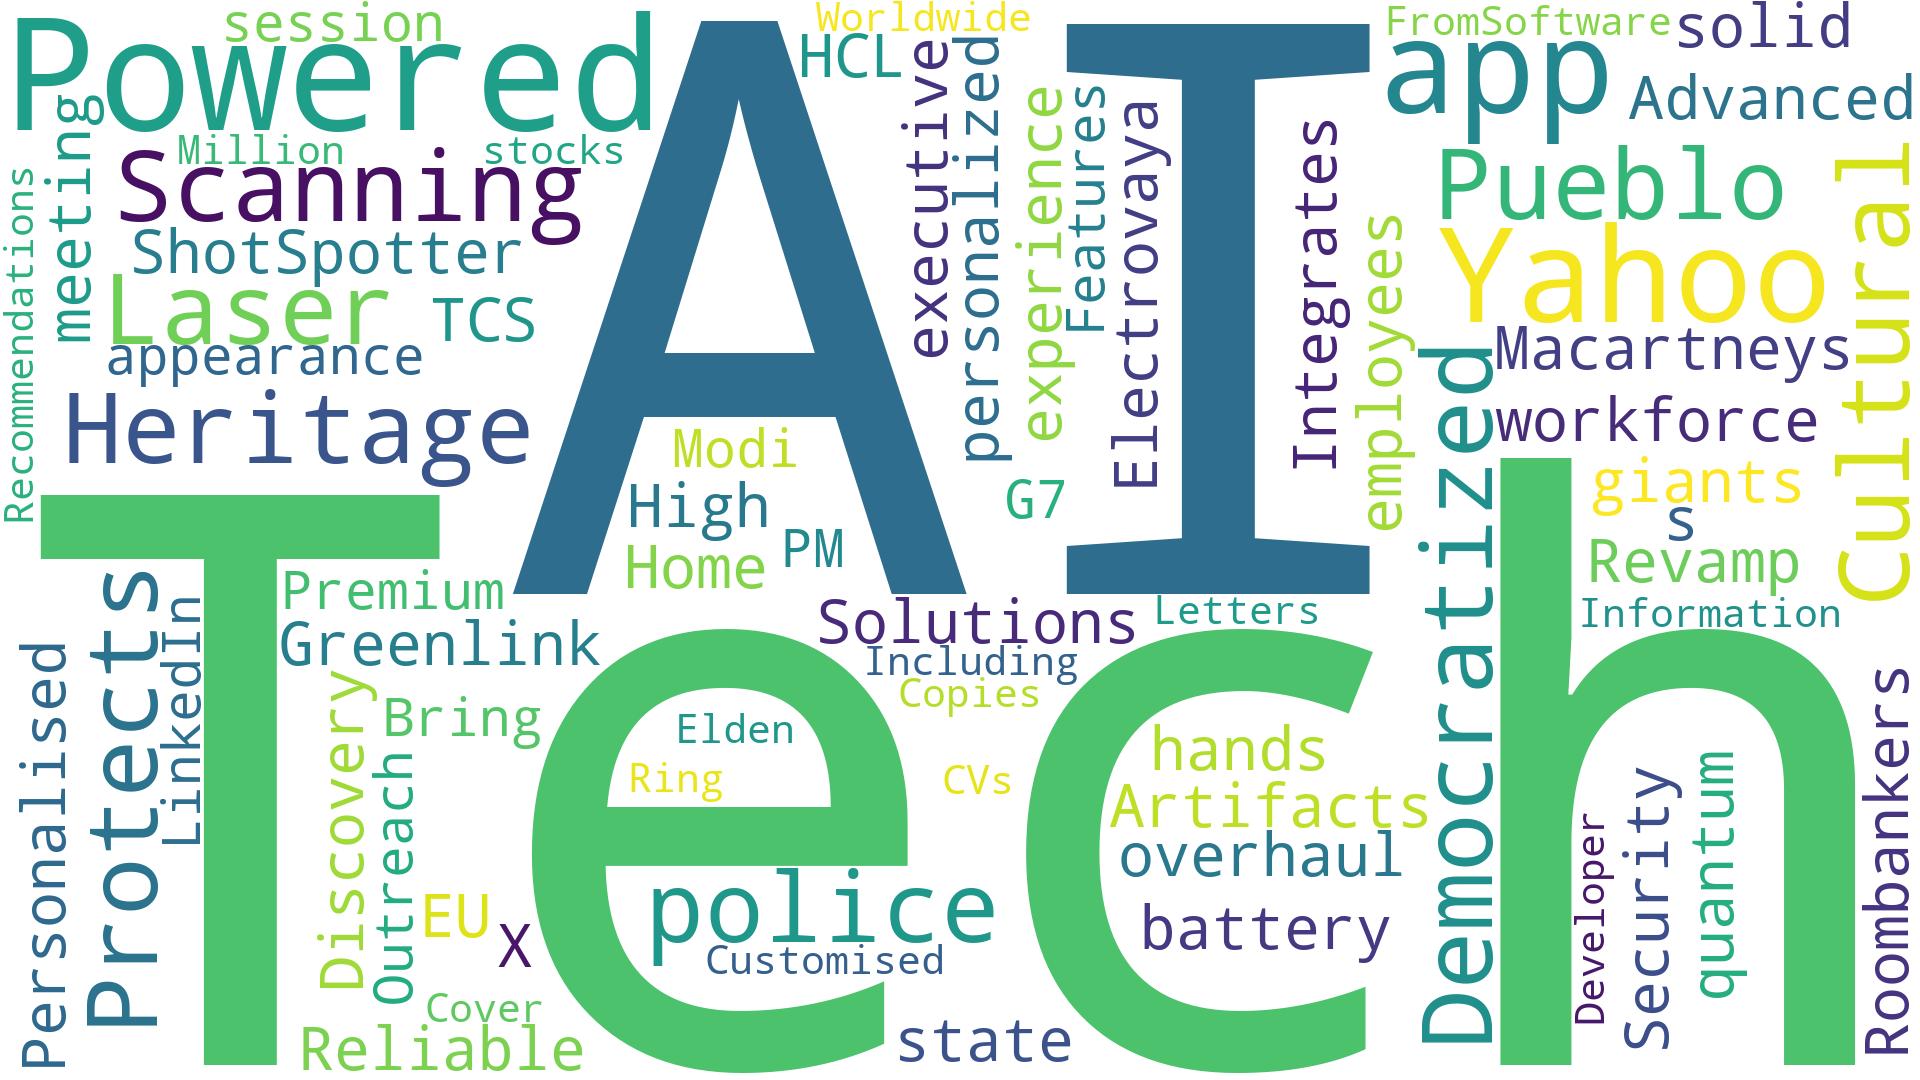 session
Powered
Million
stocks
Scanning
meeting
Recommendations
ShotSpotter
Laser
TCS
appearance
Heritage
AI
Worldwide
HCL
executive
personalized
experience
Features
Electrovaya
Integrates
employees
FromSoftware
solid
app
Advanced
Pueblo
Yahoo
Cultural
Macartneys
workforce
giants
s
Revamp
Information
Democratized
Modi
High
PM
Home
G7
Solutions
Letters
Including
Copies
Tech
Premium
Greenlink
LinkedIn
Protects
Personalised
Discovery
Bring
Outreach
EU
X
Cover
Reliable
Elden
Ring
CVs
police
Customised
state
hands
Artifacts
overhaul
battery
Developer
Security
quantum
Roombankers